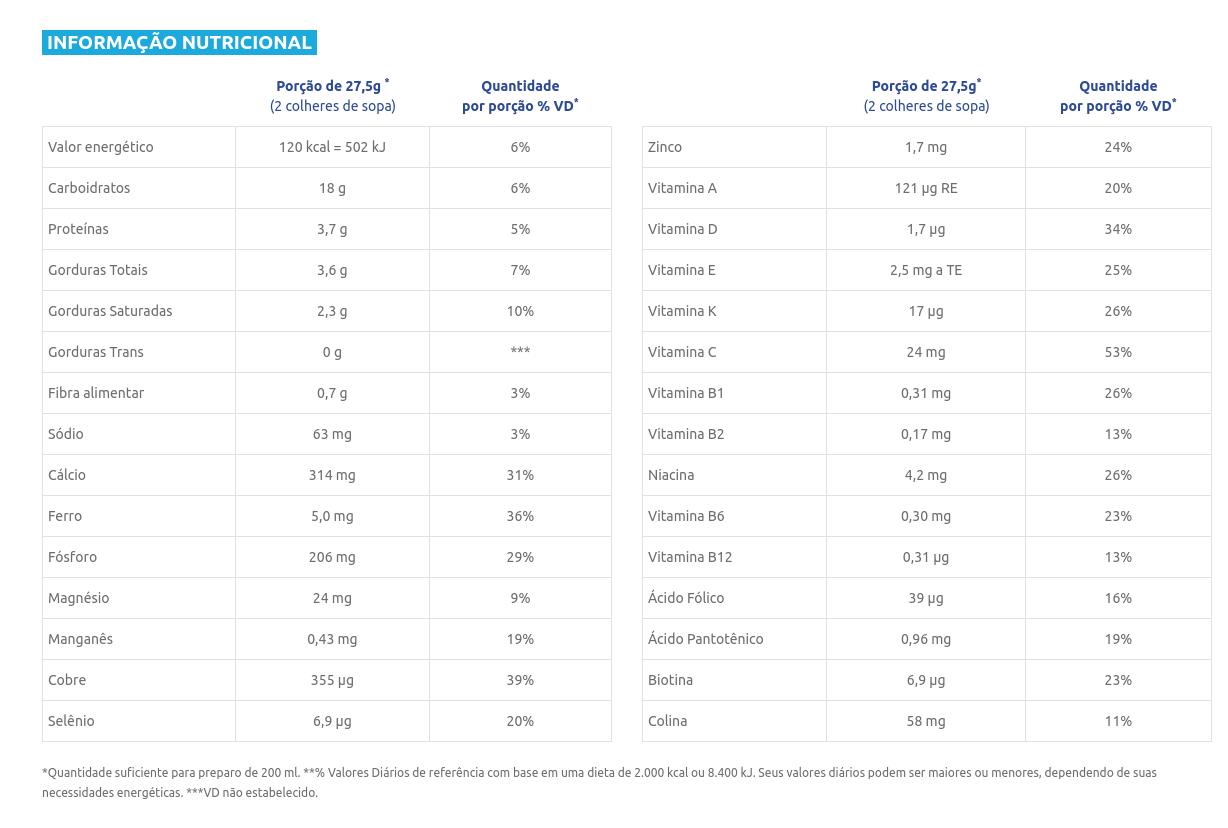 INFORMAÇÃO NUTRICIONAL
Porção de 27,5g * Quantidade
(2 colheres de sopa) por porção % VD*
Valor energético 120 kcal = 502 kJ 6%
Carboidratos 18 g 6%
Proteínas 3,7 g 5%
Gorduras Totais 3,6 g 7%
Gorduras Saturadas 2,3 g 10%
Gorduras Trans 0 g ***
Fibra alimentar 0,7 g 3%
Sódio 63 mg 3%
Cálcio 314 mg 31%
Ferro 5,0 mg 36%
Fósforo 206 mg 29%
Magnésio 24 mg 9%
Manganês 0,43 mg 19%
Cobre 355 µg 39%
Selênio 6,9 µg 20%
Porção de 27,5g* Quantidade
(2 colheres de sopa) por porção % VD*
Zinco 1,7 mg 24%
Vitamina A 121 µg RE 20%
Vitamina D 1,7 µg 34%
Vitamina E 2,5 mg a TE 25%
Vitamina K 17 µg 26%
Vitamina C 24 mg 53%
Vitamina B1 0,31 mg 26%
Vitamina B2 0,17 mg 13%
Niacina 4,2 mg 26%
Vitamina B6 0,30 mg 23%
Vitamina B12 0,31 µg 13%
Ácido Fólico 39 µg 16%
Ácido Pantotênico 0,96 mg 19%
Biotina 6,9 µg 23%
Colina 58 mg 11%
*Quantidade suficiente para preparo de 200 ml. **% Valores Diários de referência com base em uma dieta de 2.000 kcal ou 8.400 kJ. Seus valores diários podem ser maiores ou menores, dependendo de suas
necessidades energéticas. ***VD não estabelecido.